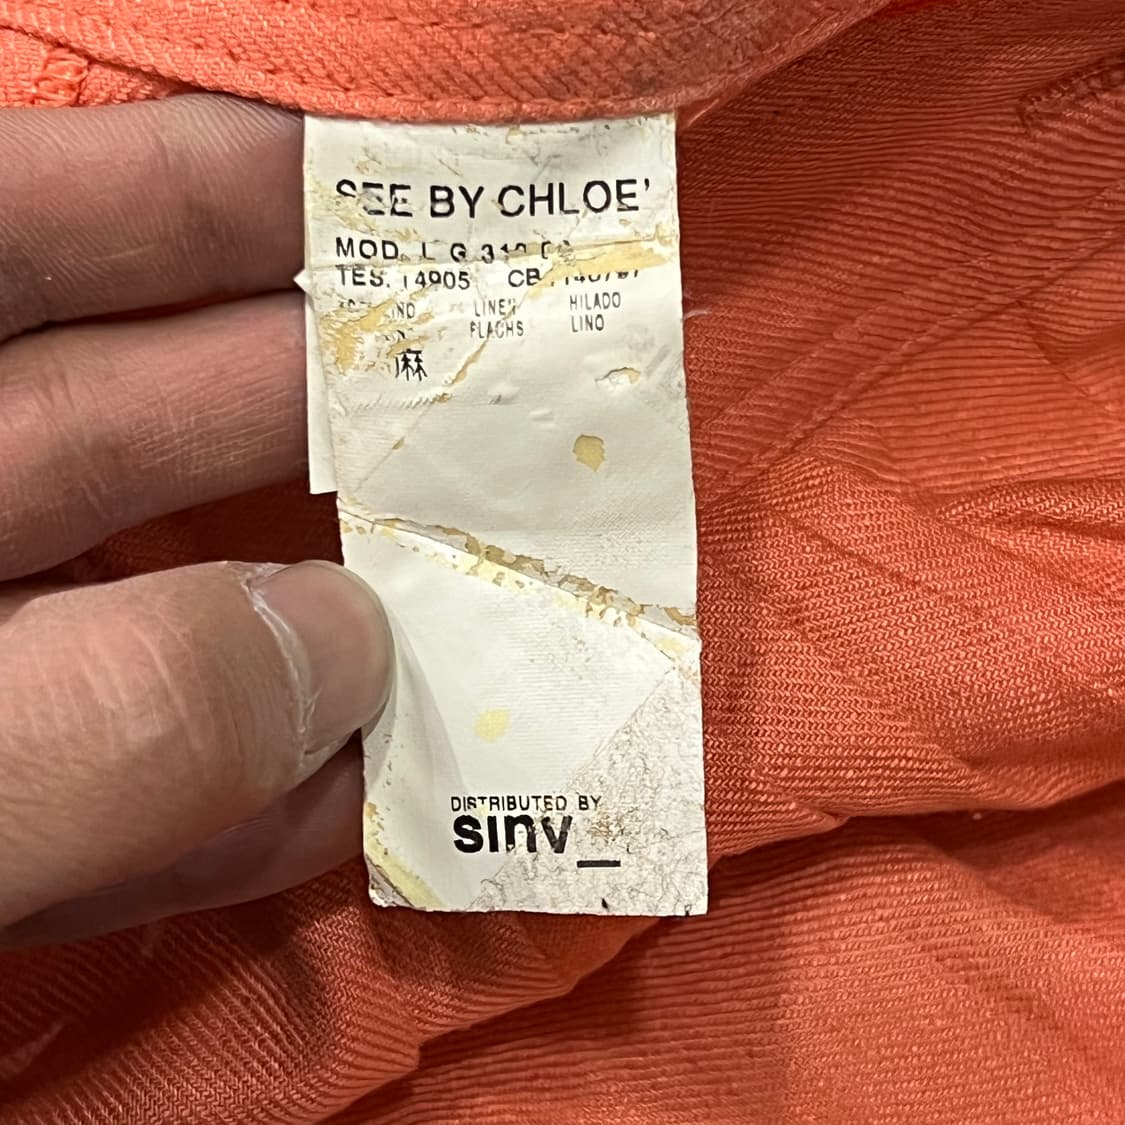 SEE BY CHLOE'
MOD. L G
TES. 14905 CB
LINEN HILADO
FLACHS LINO
麻
DISTRIBUTED BY
sinv_